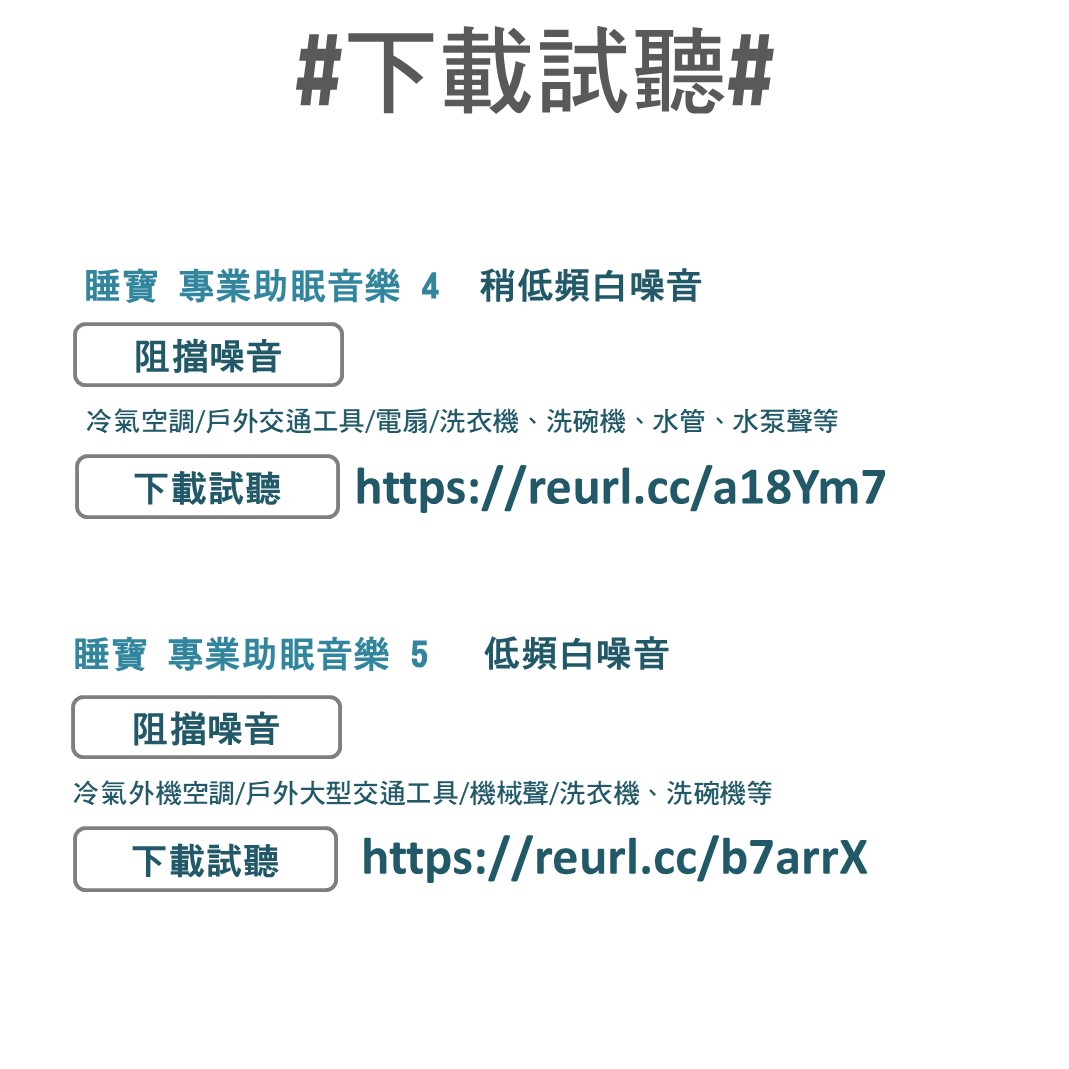 #下載試聽#
睡寶 專業助眠音樂 4 稍低頻白噪音
阻擋噪音
冷氣空調/戶外交通工具/電扇/洗衣機、洗碗機、水管、水泵聲等
下載試聽 https://reurl.cc/a18Ym7
睡寶 專業助眠音樂 5 低頻白噪音
阻擋噪音
冷氣外機空調/戶外大型交通工具/機械聲/洗衣機、洗碗機等
下載試聽 https://reurl.cc/b7arrX